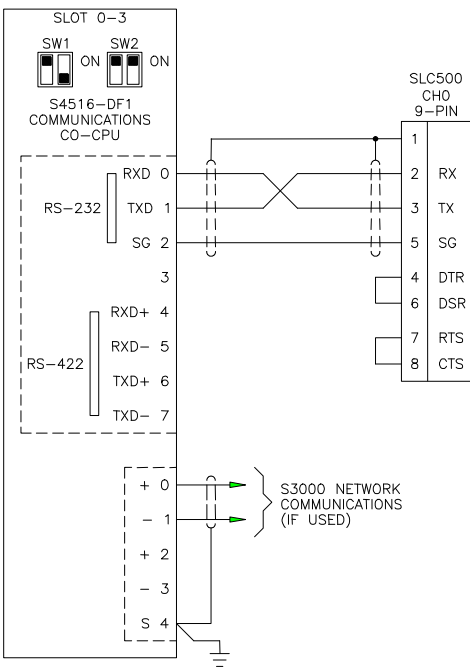 SLOT 0-3
SW1 ON SW2 ON
S4516-DF1
COMMUNICATIONS
CO-CPU
RS-232
RXD 0
TXD 1
SG 2
3
RS-422
RXD+ 4
RXD- 5
TXD+ 6
TXD- 7
+ 0
- 1
+ 2
- 3
S 4
S3000 NETWORK
COMMUNICATIONS
(IF USED)
SLC500
CH0
9-PIN
1
2 RX
3 TX
5 SG
4 DTR
6 DSR
7 RTS
8 CTS